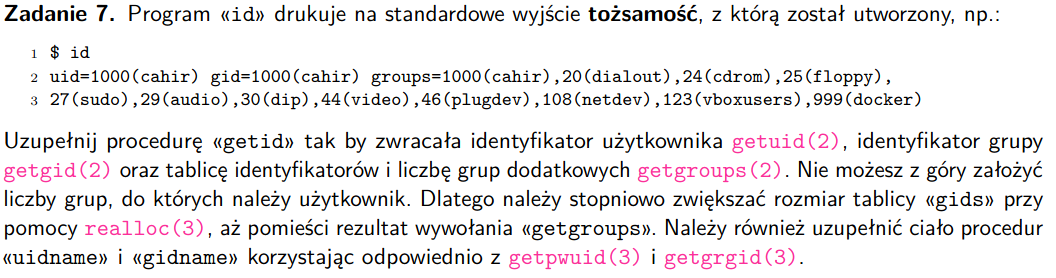 Zadanie 7. Program «id» drukuje na standardowe wyjście tożsamość, z którą został utworzony, np.:
1 $ id
2 uid=1000(cahir) gid=1000(cahir) groups=1000(cahir),20(dialout),24(cdrom),25(floppy),
3 27(sudo),29(audio),30(dip),44(video),46(plugdev),108(netdev),123(vboxusers),999(docker)
Uzupełnij procedurę «getid» tak by zwracała identyfikator użytkownika getuid(2), identyfikator grupy
getgid(2) oraz tablicę identyfikatorów i liczbę grup dodatkowych getgroups(2). Nie możesz z góry założyć
liczby grup, do których należy użytkownik. Dlatego należy stopniowo zwiększać rozmiar tablicy «gids» przy
pomocy realloc(3), aż pomieści rezultat wywołania «getgroups». Należy również uzupełnić ciało procedur
«uidname» i «gidname» korzystając odpowiednio z getpwuid(3) i getgrgid(3).